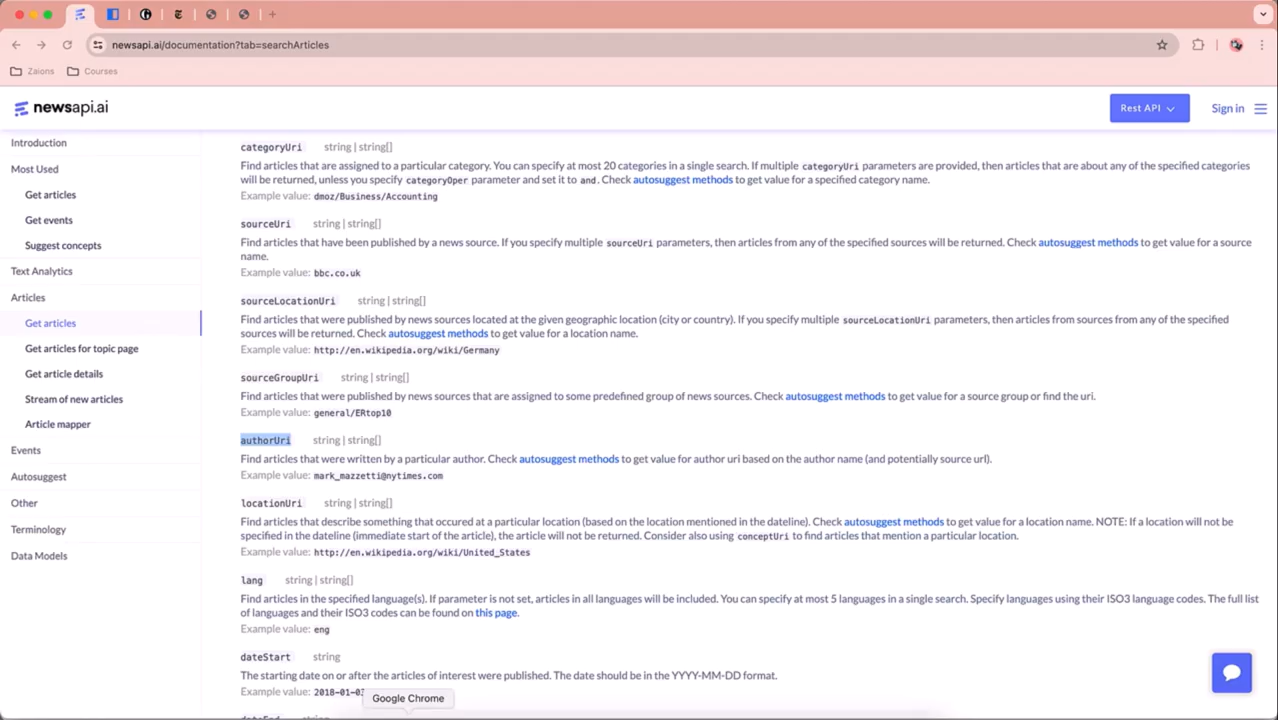 newsapi.ai/documentation?tab=searchArticles
Zaions Courses
newsapi.ai
Rest API
Sign in
Introduction
Most Used
Get articles
Get events
Suggest concepts
Text Analytics
Articles
Get articles
Get articles for topic page
Get article details
Stream of new articles
Article mapper
Events
Autosuggest
Other
Terminology
Data Models
categoryUri string | string[]
Find articles that are assigned to a particular category. You can specify at most 20 categories in a single search. If multiple categoryUri parameters are provided, then articles that are about any of the specified categories
will be returned, unless you specify categoryOper parameter and set it to and. Check autosuggest methods to get value for a specified category name.
Example value: dmoz/Business/Accounting
sourceUri string | string[]
Find articles that have been published by a news source. If you specify multiple sourceUri parameters, then articles from any of the specified sources will be returned. Check autosuggest methods to get value for a source
name.
Example value: bbc.co.uk
sourceLocationUri string | string[]
Find articles that were published by news sources located at the given geographic location (city or country). If you specify multiple sourceLocationUri parameters, then articles from sources from any of the specified
sources will be returned. Check autosuggest methods to get value for a location name.
Example value: http://en.wikipedia.org/wiki/Germany
sourceGroupUri string | string[]
Find articles that were published by news sources that are assigned to some predefined group of news sources. Check autosuggest methods to get value for a source group or find the uri.
Example value: general/ERtop10
authorUri string | string[]
Find articles that were written by a particular author. Check autosuggest methods to get value for author uri based on the author name (and potentially source url).
Example value: mark_mazzetti@nytimes.com
locationUri string | string[]
Find articles that describe something that occured at a particular location (based on the location mentioned in the dateline). Check autosuggest methods to get value for a location name. NOTE: If a location will not be
specified in the dateline (immediate start of the article), the article will not be returned. Consider also using conceptUri to find articles that mention a particular location.
Example value: http://en.wikipedia.org/wiki/United_States
lang string | string[]
Find articles in the specified language(s). If parameter is not set, articles in all languages will be included. You can specify at most 5 languages in a single search. Specify languages using their ISO3 language codes. The full list
of languages and their ISO3 codes can be found on this page.
Example value: eng
dateStart string
The starting date on or after the articles of interest were published. The date should be in the YYYY-MM-DD format.
Example value: 2018-01-03
Google Chrome